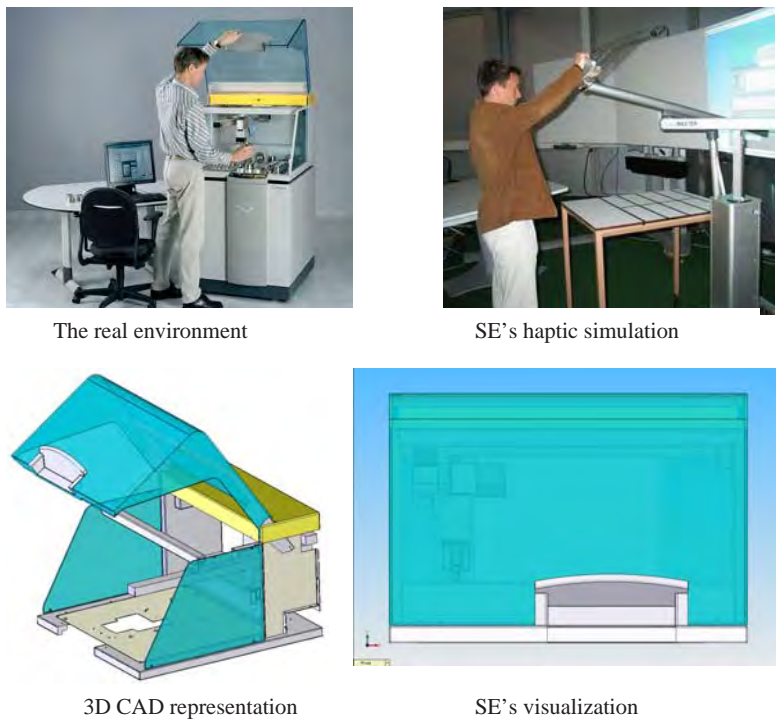 The real environment
SE's haptic simulation
3D CAD representation
SE's visualization